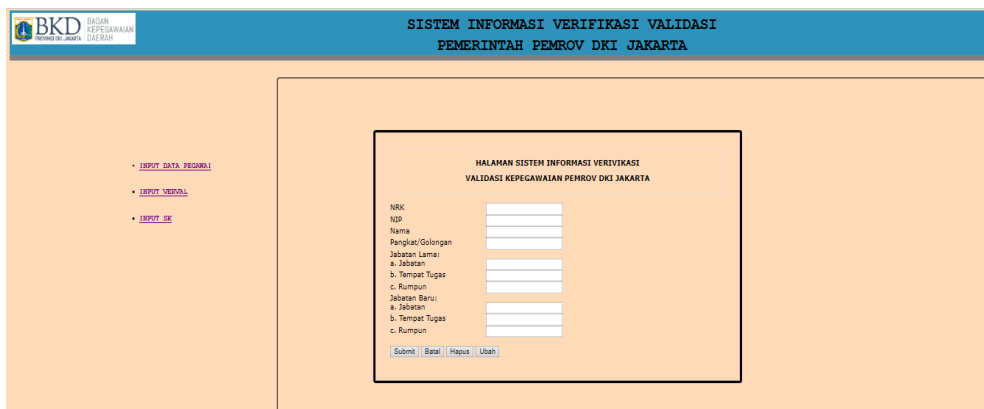 BKD
PROVINSI DKI JAKARTA
BADAN
KEPEGAWAIAN
DAERAH
SISTEM INFORMASI VERIFIKASI VALIDASI
PEMERINTAH PEMROV DKI JAKARTA
• INPUT DATA PEGAWAI
• INPUT VERVAL
• INPUT SK
HALAMAN SISTEM INFORMASI VERIVIKASI
VALIDASI KEPEGAWAIAN PEMROV DKI JAKARTA
NRK
NIP
Nama
Pangkat/Golongan
Jabatan Lama:
a. Jabatan
b. Tempat Tugas
c. Rumpun
Jabatan Baru:
a. Jabatan
b. Tempat Tugas
c. Rumpun
Submit Batal Hapus Ubah